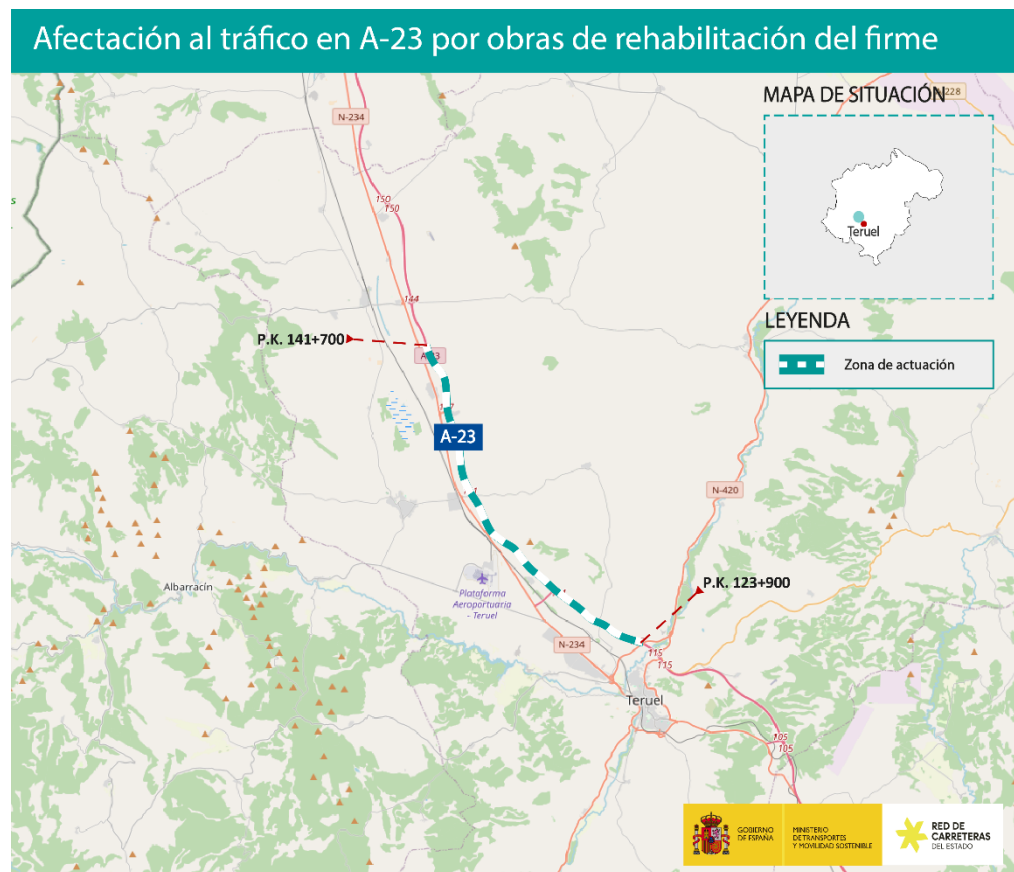 Afectación al tráfico en A-23 por obras de rehabilitación del firme
MAPA DE SITUACIÓN
Teruel
LEYENDA
Zona de actuación
N-234
150
150
144
P.K. 141+700
A-23
N-420
Albarracín
Plataforma
Aeroportuaria
- Teruel
P.K. 123+900
N-234
115
115
Teruel
105
105
GOBIERNO
DE ESPAÑA
MINISTERIO
DE TRANSPORTES
Y MOVILIDAD SOSTENIBLE
RED DE
CARRETERAS
DEL ESTADO